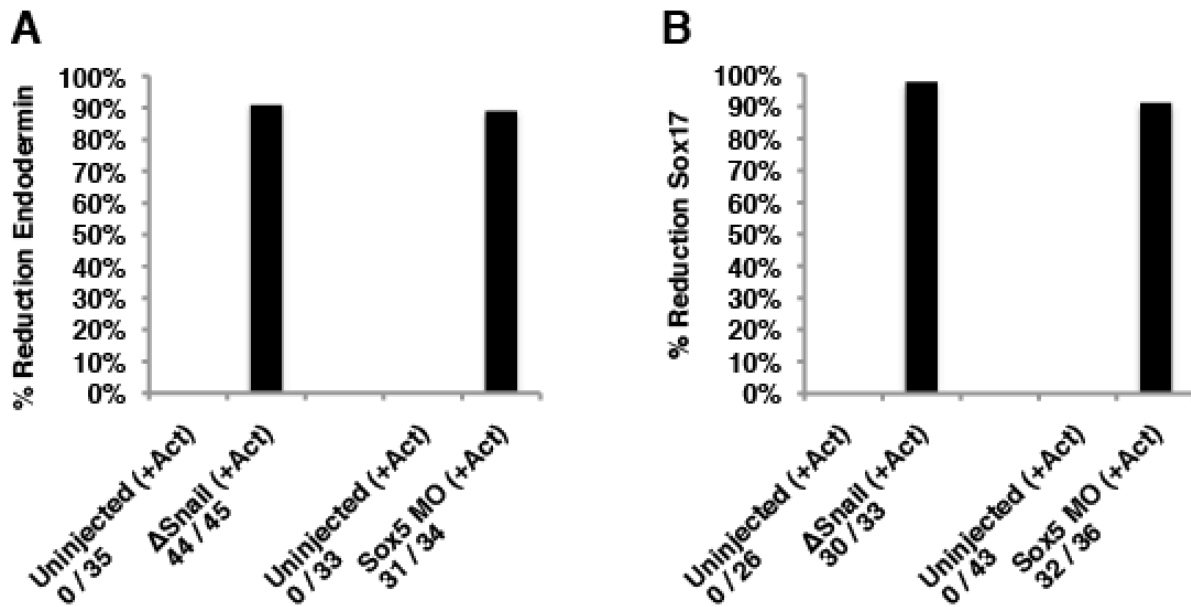 A
% Reduction Endodermin
100%
90%
80%
70%
60%
50%
40%
30%
20%
10%
0%
Uninjected (+Act)
0 / 35
ΔSnail (+Act)
44 / 45
Uninjected (+Act)
0 / 33
Sox5 MO (+Act)
31 / 34
B
% Reduction Sox17
100%
90%
80%
70%
60%
50%
40%
30%
20%
10%
0%
Uninjected (+Act)
0 / 26
ΔSnail (+Act)
30 / 33
Uninjected (+Act)
0 / 43
Sox5 MO (+Act)
32 / 36